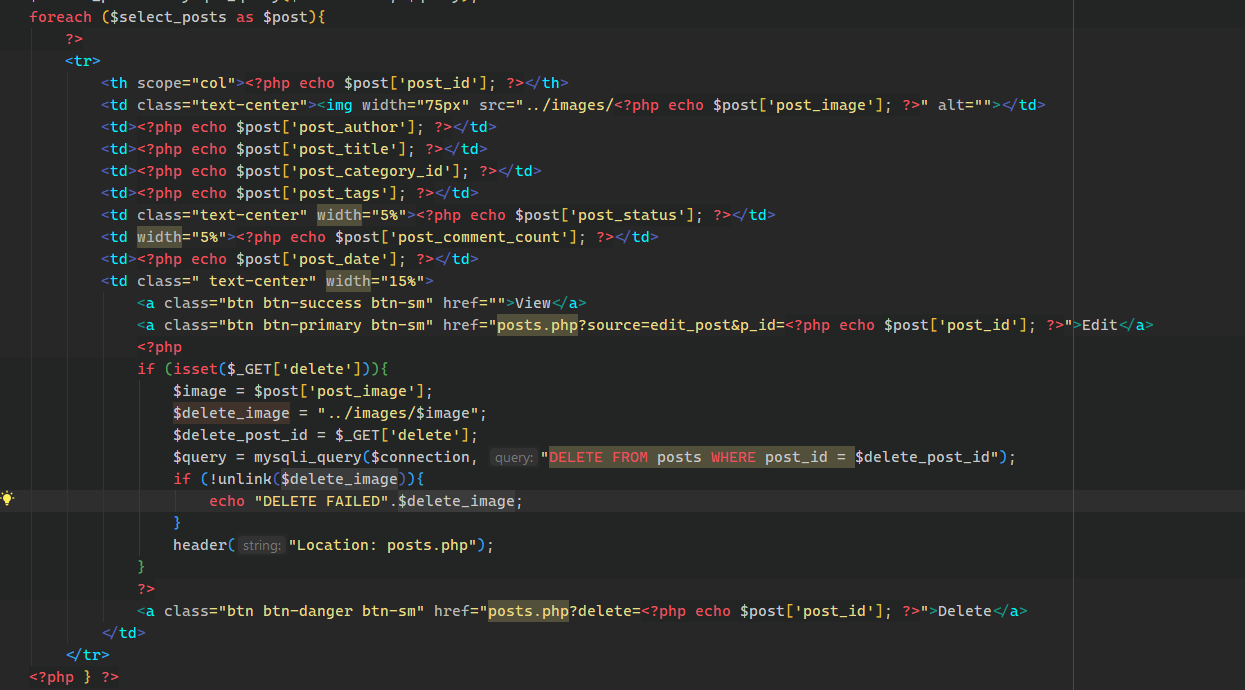 foreach ($select_posts as $post){
?>
<tr>
<th scope="col"><?php echo $post['post_id']; ?></th>
<td class="text-center"><img width="75px" src="../images/<?php echo $post['post_image']; ?>" alt=""></td>
<td><?php echo $post['post_author']; ?></td>
<td><?php echo $post['post_title']; ?></td>
<td><?php echo $post['post_category_id']; ?></td>
<td><?php echo $post['post_tags']; ?></td>
<td class="text-center" width="5%"><?php echo $post['post_status']; ?></td>
<td width="5%"><?php echo $post['post_comment_count']; ?></td>
<td><?php echo $post['post_date']; ?></td>
<td class=" text-center" width="15%">
<a class="btn btn-success btn-sm" href="">View</a>
<a class="btn btn-primary btn-sm" href="posts.php?source=edit_post&p_id=<?php echo $post['post_id']; ?>">Edit</a>
<?php
if (isset($_GET['delete'])){
$image = $post['post_image'];
$delete_image = "../images/$image";
$delete_post_id = $_GET['delete'];
$query = mysqli_query($connection, query: "DELETE FROM posts WHERE post_id = $delete_post_id");
if (!unlink($delete_image)){
echo "DELETE FAILED".$delete_image;
}
header( string: "Location: posts.php");
}
?>
<a class="btn btn-danger btn-sm" href="posts.php?delete=<?php echo $post['post_id']; ?>">Delete</a>
</td>
</tr>
<?php } ?>